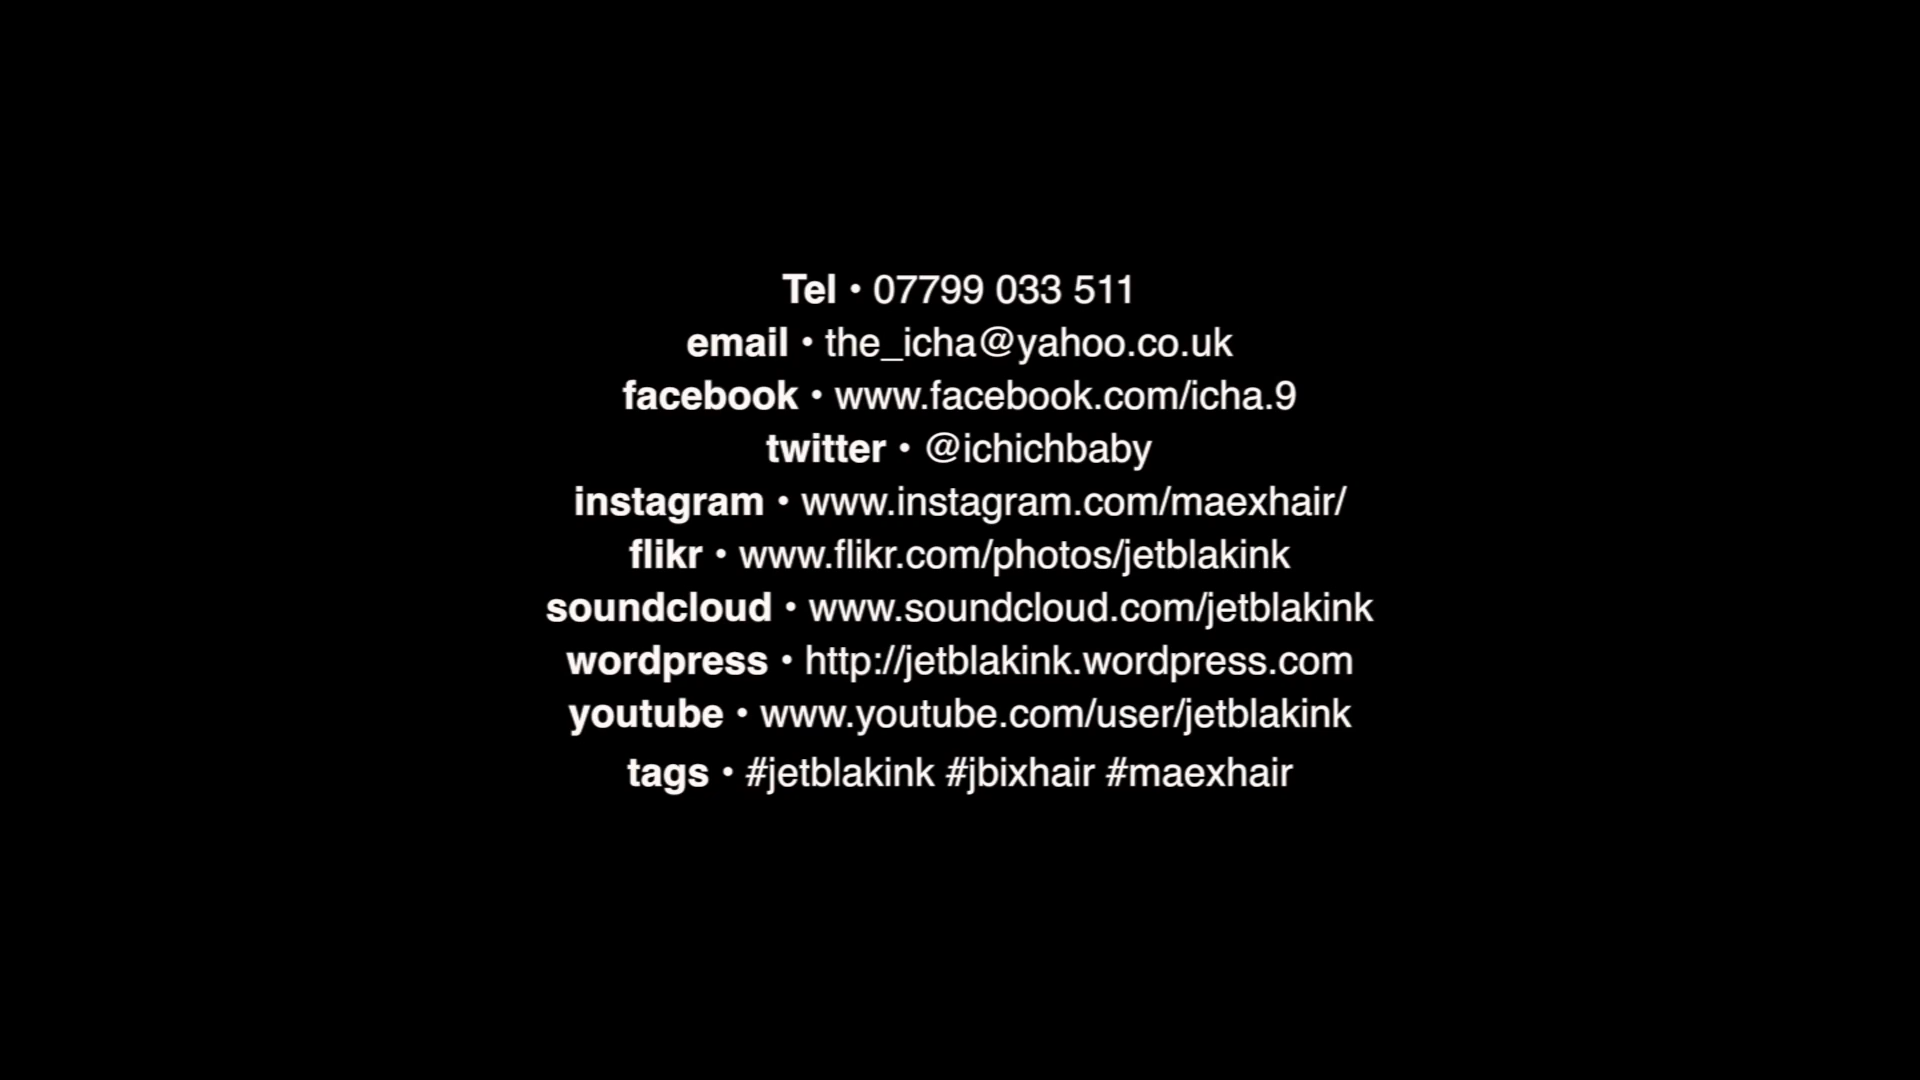 Tel • 07799 033 511
email • the_icha@yahoo.co.uk
facebook • www.facebook.com/icha.9
twitter • @ichichbaby
instagram • www.instagram.com/maexhair/
flikr • www.flikr.com/photos/jetblakink
soundcloud • www.soundcloud.com/jetblakink
wordpress • http://jetblakink.wordpress.com
youtube • www.youtube.com/user/jetblakink
tags • #jetblakink #jbixhair #maexhair